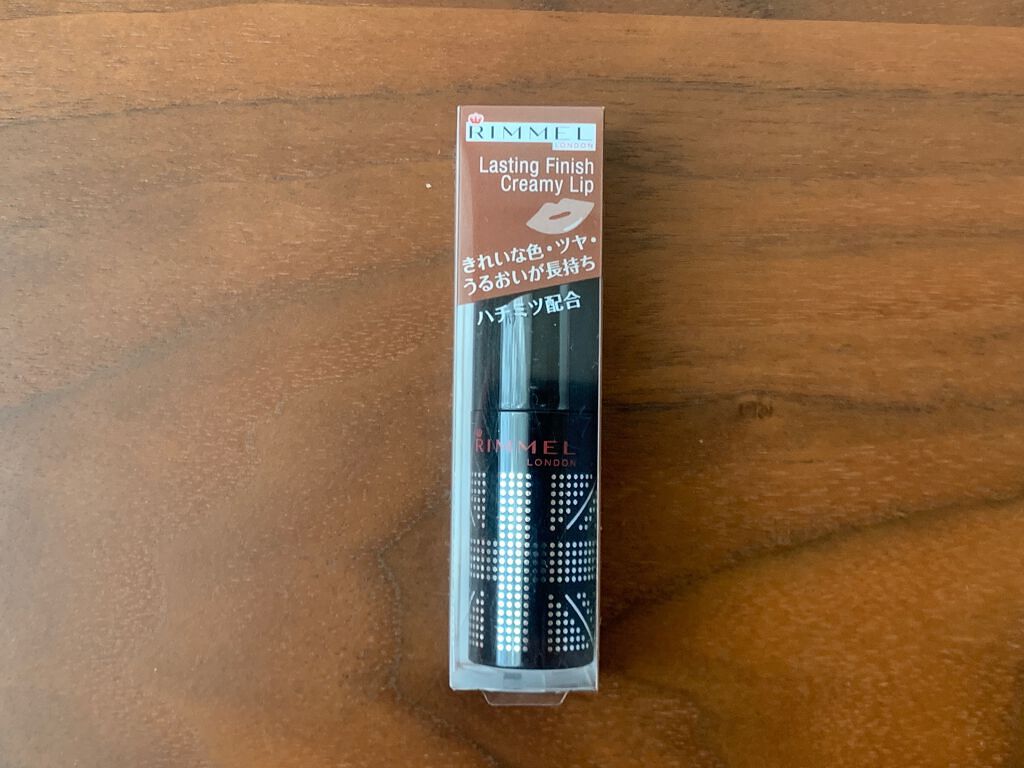 RIMMEL
LONDON
Lasting Finish
Creamy Lip
きれいな色・ツヤ・
うるおいが長持ち
ハチミツ配合
RIMMEL
LONDON